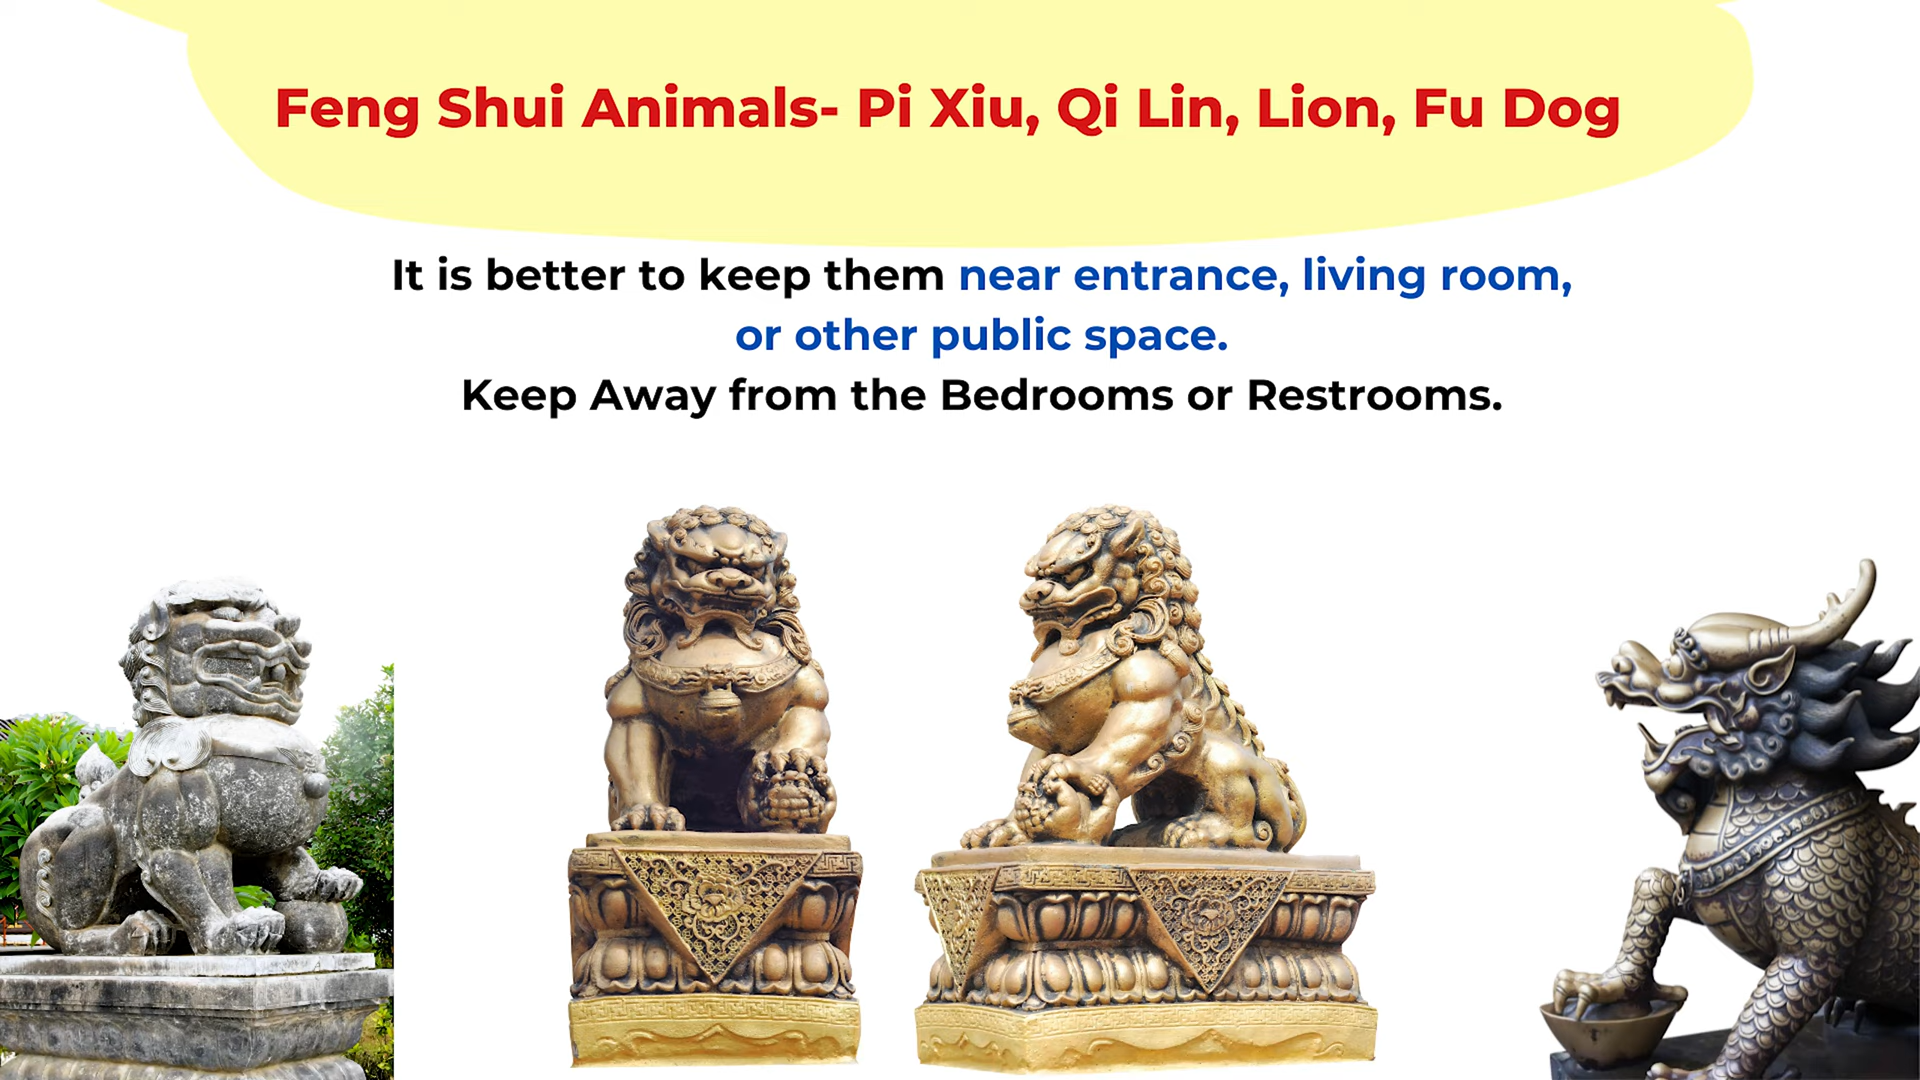 Feng Shui Animals- Pi Xiu, Qi Lin, Lion, Fu Dog
It is better to keep them near entrance, living room,
or other public space.
Keep Away from the Bedrooms or Restrooms.